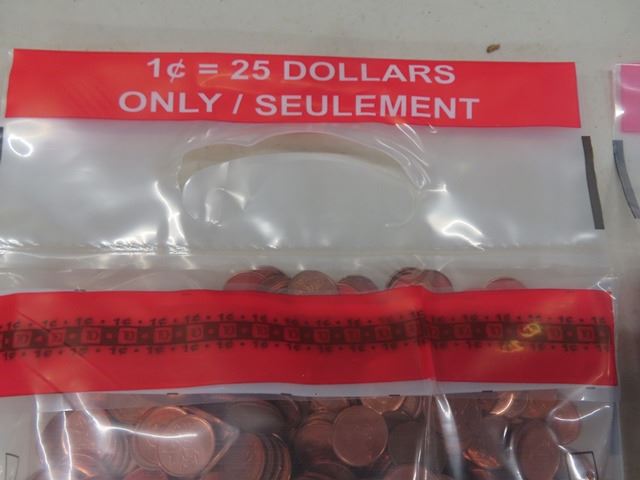 1¢ = 25 DOLLARS
ONLY / SEULEMENT